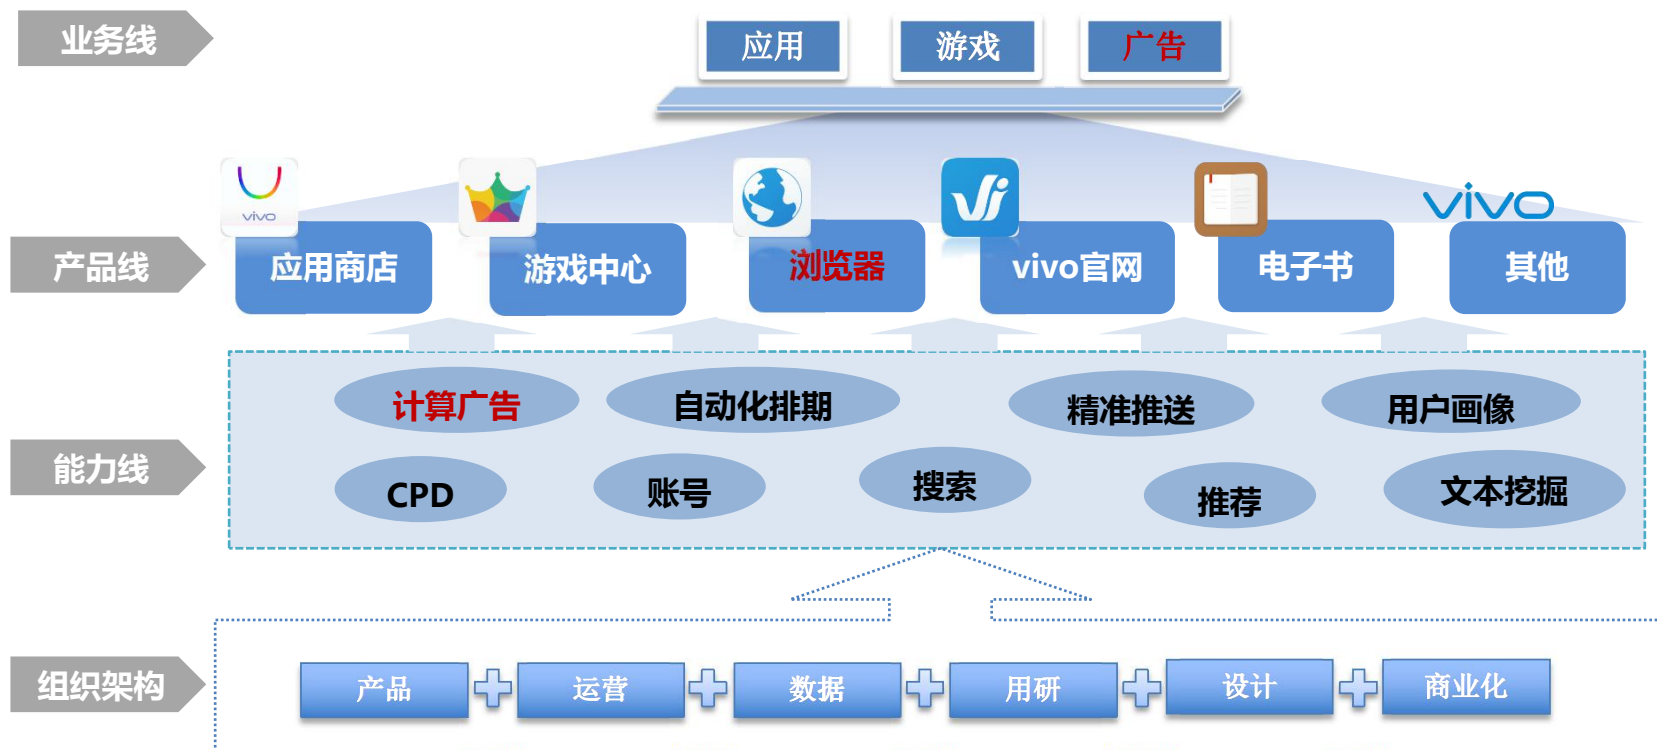 业务线
应用
游戏
广告
vivo
vivo
产品线
应用商店
游戏中心
浏览器
vivo官网
电子书
其他
计算广告
自动化排期
精准推送
用户画像
能力线
CPD
账号
搜索
推荐
文本挖掘
组织架构
产品
运营
数据
用研
设计
商业化